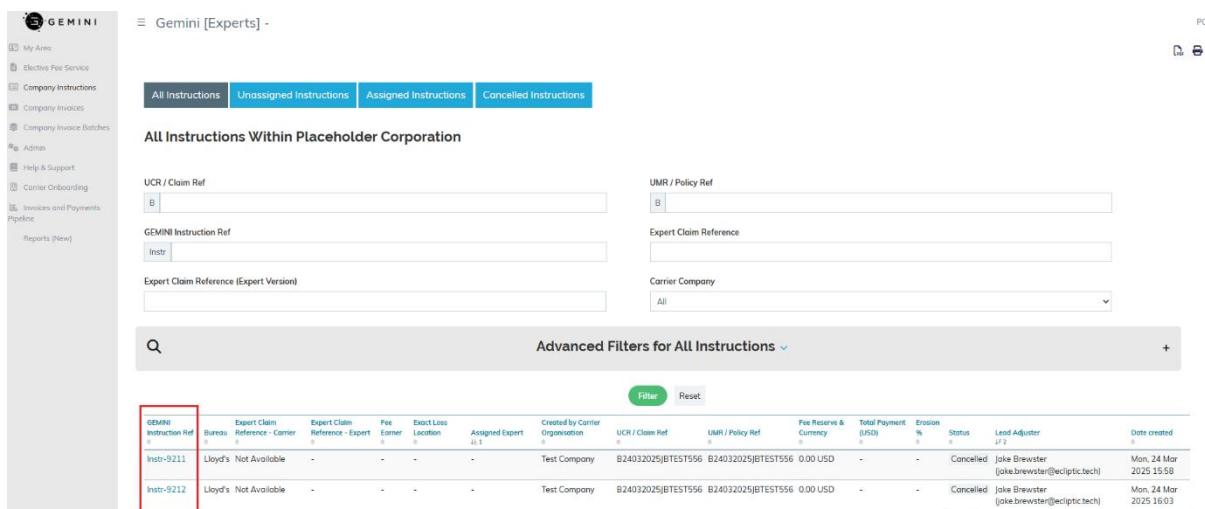 GEMINI
☰ Gemini [Experts] -
PC
My Area
Elective Fee Service
Company Instructions
Company Invoices
Company Invoice Batches
Admin
Help & Support
Carrier Onboarding
Invoices and Payments
Pipeline
Reports (New)
All Instructions Unassigned Instructions Assigned Instructions Cancelled Instructions
All Instructions Within Placeholder Corporation
UCR / Claim Ref UMR / Policy Ref
B B
GEMINI Instruction Ref Expert Claim Reference
Instr
Expert Claim Reference (Expert Version) Carrier Company
All
Advanced Filters for All Instructions +
Filter Reset
GEMINI Expert Claim Expert Claim Fee Exact Loss Created by Carrier Fee Reserve & Total Payment Erosion
Instruction Ref Bureau Reference - Carrier Reference - Expert Earner Location Assigned Expert Organisation UCR / Claim Ref UMR / Policy Ref Currency (USD) % Status Lead Adjuster Date created
1 2
Instr-9211 Lloyd's Not Available - - - - Test Company B24032025JBTEST556 B24032025JBTEST556 0.00 USD - - Cancelled Jake Brewster Mon, 24 Mar
(jake.brewster@ecliptic.tech) 2025 15:58
Instr-9212 Lloyd's Not Available - - - - Test Company B24032025JBTEST556 B24032025JBTEST556 0.00 USD - - Cancelled Jake Brewster Mon, 24 Mar
(jake.brewster@ecliptic.tech) 2025 16:03